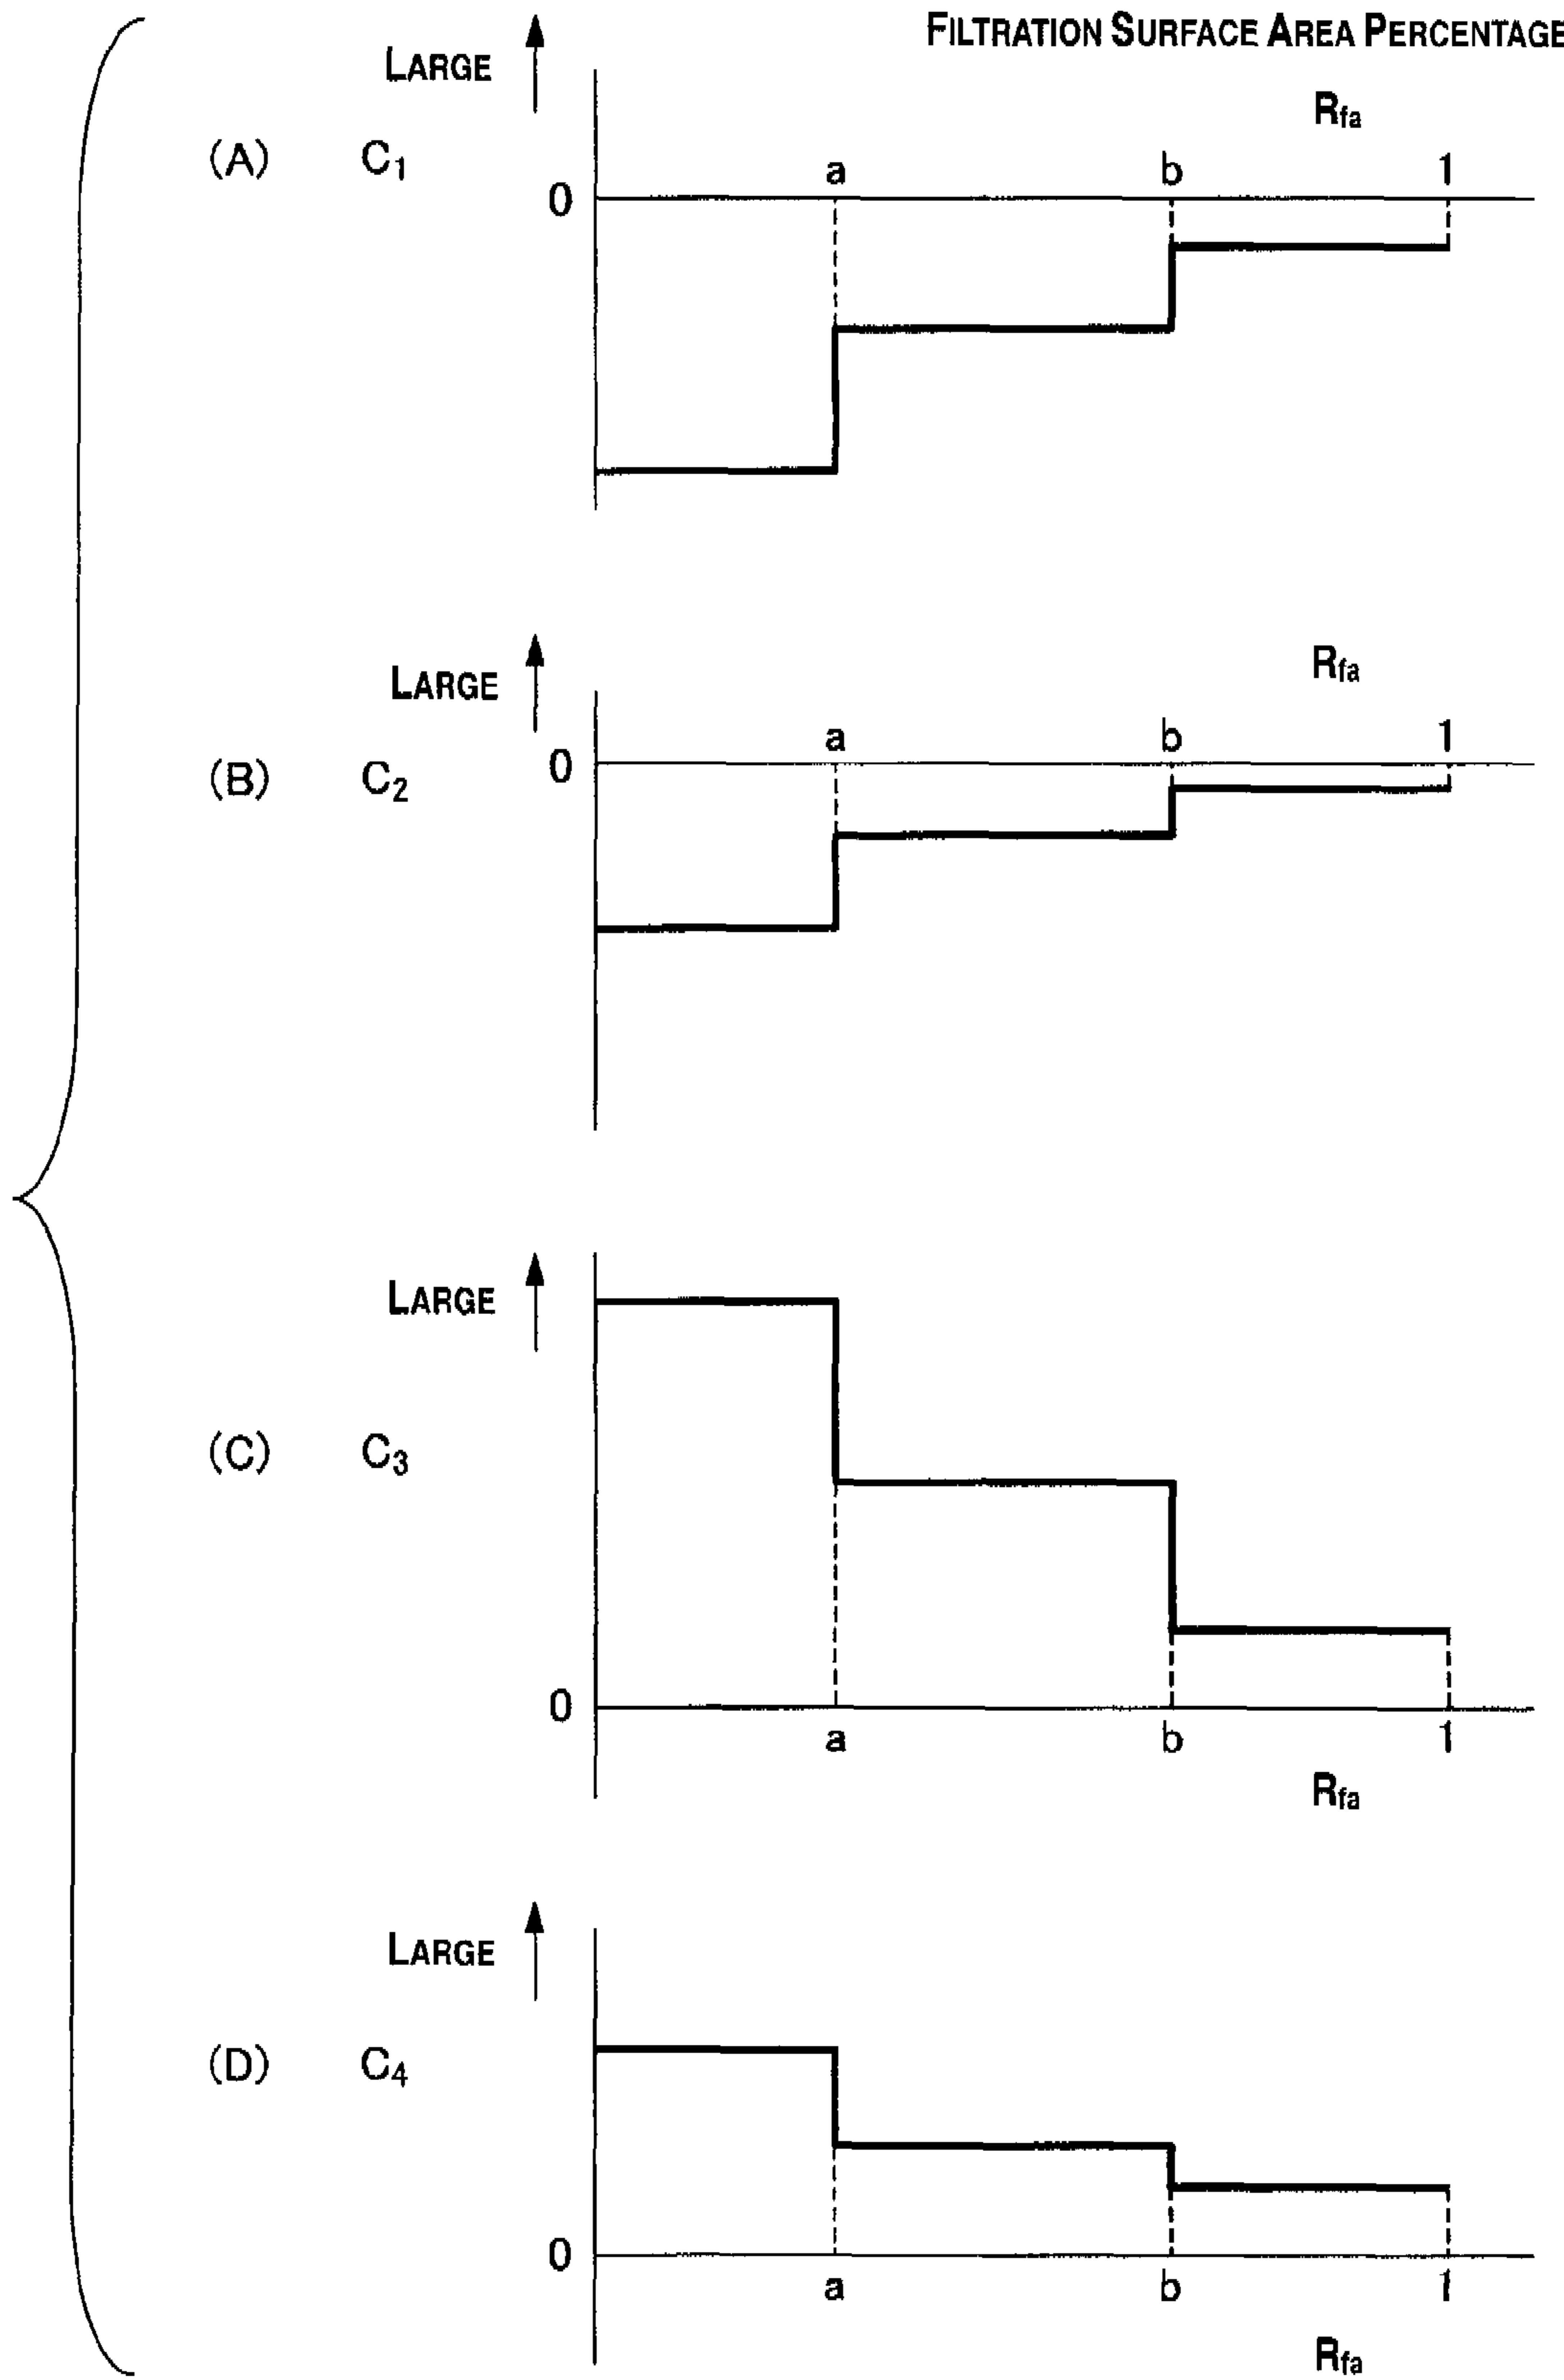 FILTRATION SURFACE AREA PERCENTAGE
LARGE
Rfa
(A) C1
a b 1
0
Rfa
LARGE
a b 1
0
(B) C2
LARGE
(C) C3
0
a b 1
Rfa
LARGE
(D) C4
0
a b 1
Rfa